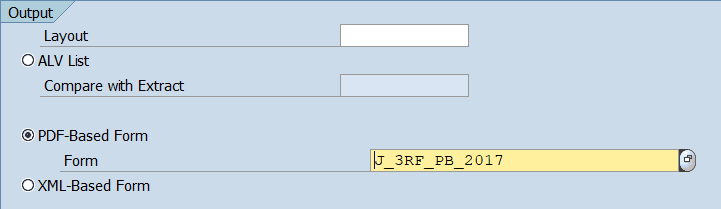 Output
Layout
ALV List
Compare with Extract
PDF-Based Form
Form J_3RF_PB_2017
XML-Based Form